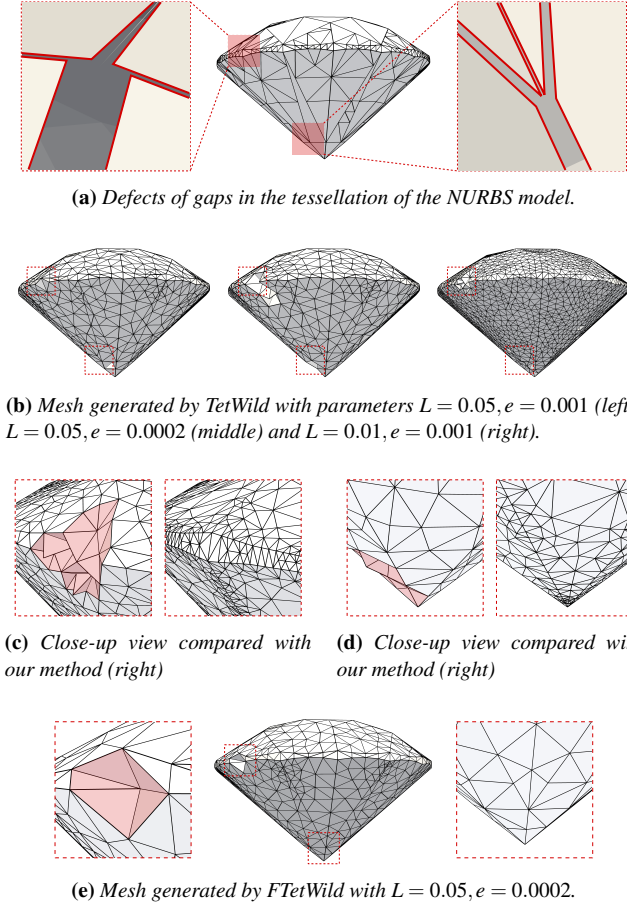 (a) Defects of gaps in the tessellation of the NURBS model.
(b) Mesh generated by TetWild with parameters L = 0.05, e = 0.001 (left
L = 0.05, e = 0.0002 (middle) and L = 0.01, e = 0.001 (right).
(c) Close-up view compared with
our method (right)
(d) Close-up view compared wi
our method (right)
(e) Mesh generated by FTetWild with L = 0.05, e = 0.0002.